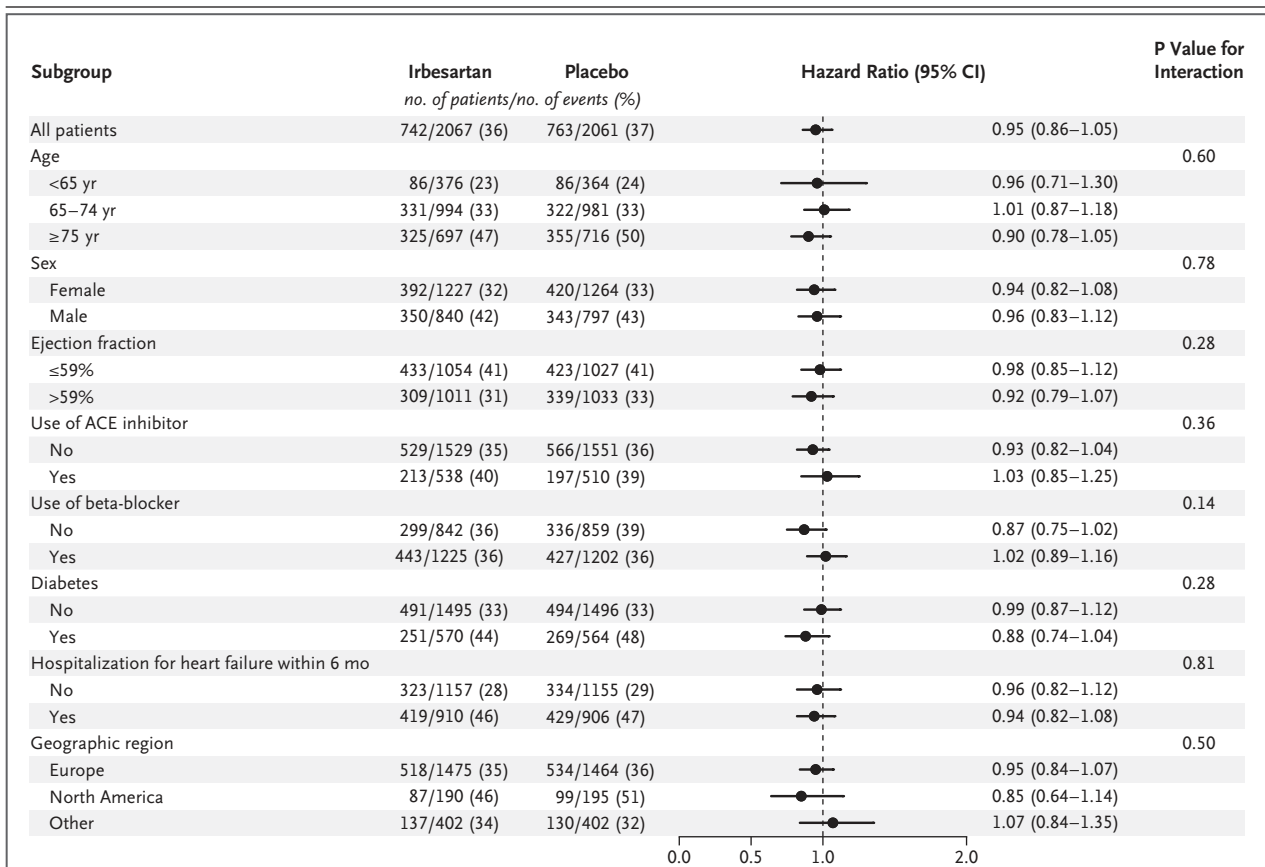 Subgroup Irbesartan Placebo Hazard Ratio (95% CI) P Value for Interaction
no. of patients/no. of events (%)
All patients 742/2067 (36) 763/2061 (37) 0.95 (0.86–1.05)
Age 0.60
<65 yr 86/376 (23) 86/364 (24) 0.96 (0.71–1.30)
65–74 yr 331/994 (33) 322/981 (33) 1.01 (0.87–1.18)
≥75 yr 325/697 (47) 355/716 (50) 0.90 (0.78–1.05)
Sex 0.78
Female 392/1227 (32) 420/1264 (33) 0.94 (0.82–1.08)
Male 350/840 (42) 343/797 (43) 0.96 (0.83–1.12)
Ejection fraction 0.28
≤59% 433/1054 (41) 423/1027 (41) 0.98 (0.85–1.12)
>59% 309/1011 (31) 339/1033 (33) 0.92 (0.79–1.07)
Use of ACE inhibitor 0.36
No 529/1529 (35) 566/1551 (36) 0.93 (0.82–1.04)
Yes 213/538 (40) 197/510 (39) 1.03 (0.85–1.25)
Use of beta-blocker 0.14
No 299/842 (36) 336/859 (39) 0.87 (0.75–1.02)
Yes 443/1225 (36) 427/1202 (36) 1.02 (0.89–1.16)
Diabetes 0.28
No 491/1495 (33) 494/1496 (33) 0.99 (0.87–1.12)
Yes 251/570 (44) 269/564 (48) 0.88 (0.74–1.04)
Hospitalization for heart failure within 6 mo 0.81
No 323/1157 (28) 334/1155 (29) 0.96 (0.82–1.12)
Yes 419/910 (46) 429/906 (47) 0.94 (0.82–1.08)
Geographic region 0.50
Europe 518/1475 (35) 534/1464 (36) 0.95 (0.84–1.07)
North America 87/190 (46) 99/195 (51) 0.85 (0.64–1.14)
Other 137/402 (34) 130/402 (32) 1.07 (0.84–1.35)
0.0 0.5 1.0 2.0